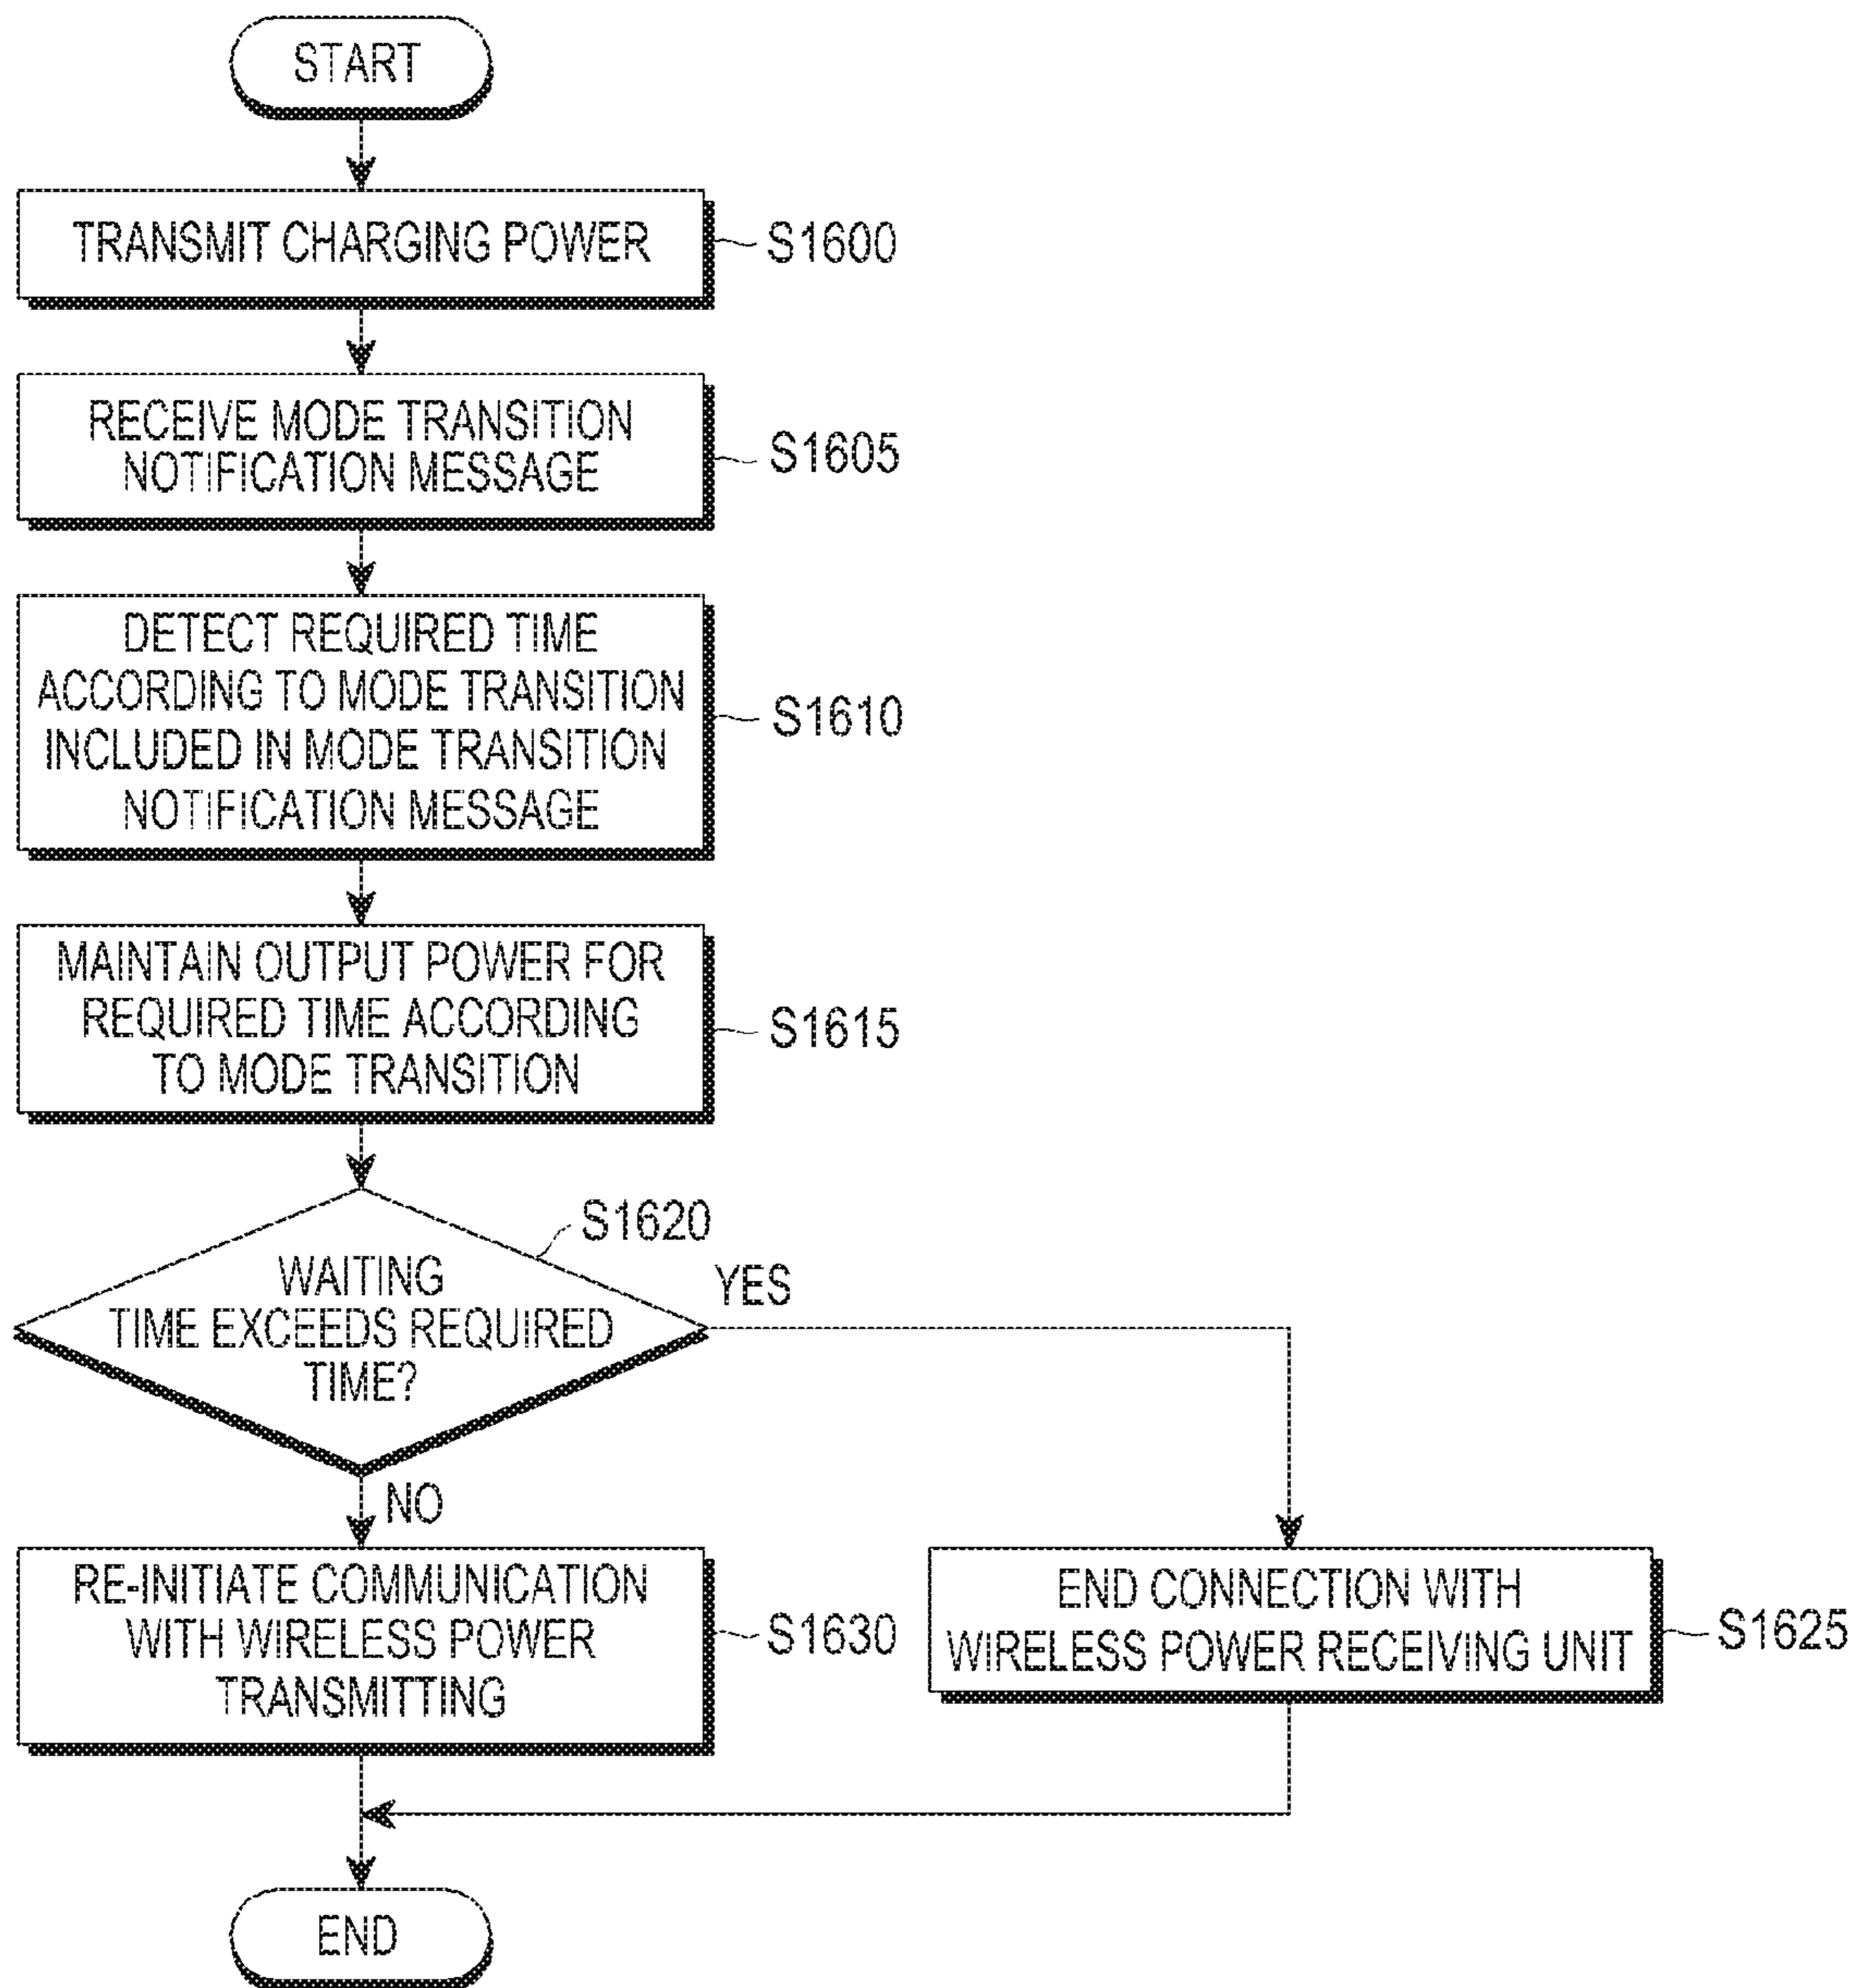 START
TRANSMIT CHARGING POWER
S1600
RECEIVE MODE TRANSITION
NOTIFICATION MESSAGE
S1605
DETECT REQUIRED TIME
ACCORDING TO MODE TRANSITION
INCLUDED IN MODE TRANSITION
NOTIFICATION MESSAGE
S1610
MAINTAIN OUTPUT POWER FOR
REQUIRED TIME ACCORDING
TO MODE TRANSITION
S1615
S1620
WAITING
TIME EXCEEDS REQUIRED
TIME?
YES
NO
RE-INITIATE COMMUNICATION
WITH WIRELESS POWER
TRANSMITTING
S1630
END CONNECTION WITH
WIRELESS POWER RECEIVING UNIT
S1625
END